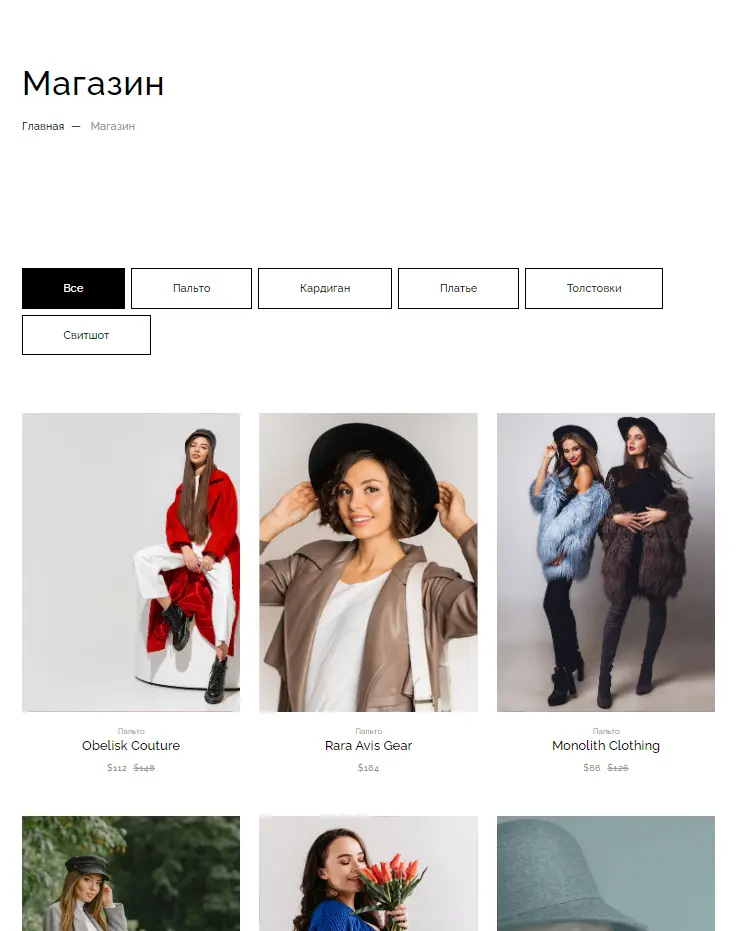 Магазин
Главная — Магазин
Все
Пальто
Кардиган
Платье
Толстовки
Свитшот
Пальто
Obelisk Couture
$112 $148
Пальто
Rara Avis Gear
$164
Пальто
Monolith Clothing
$86 $126